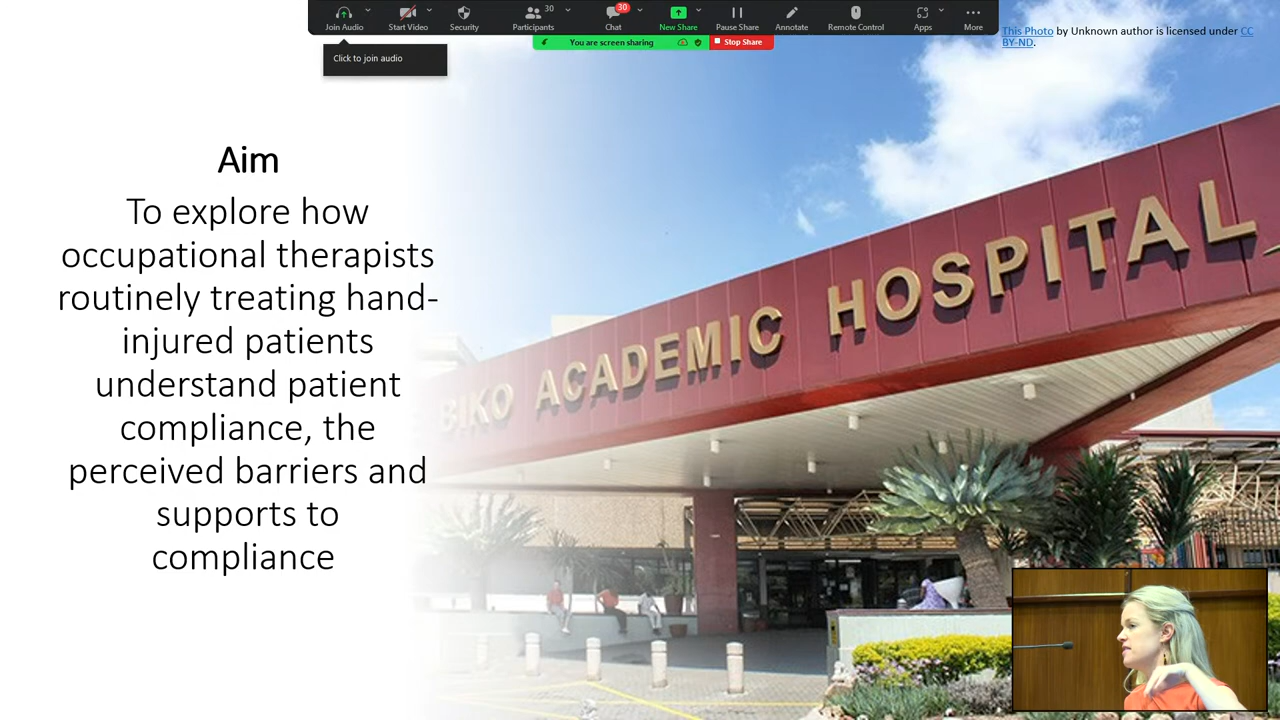 30
30
Join Audio
Start Video
Security
Participants
Chat
New Share
Pause Share
Annotate
Remote Control
Apps
More
You are screen sharing
Stop Share
Click to join audio
This Photo by Unknown author is licensed under CC
BY-ND.
Aim
To explore how
occupational therapists
routinely treating hand-
injured patients
understand patient
compliance, the
perceived barriers and
supports to
compliance
BIKO ACADEMIC HOSPITAL